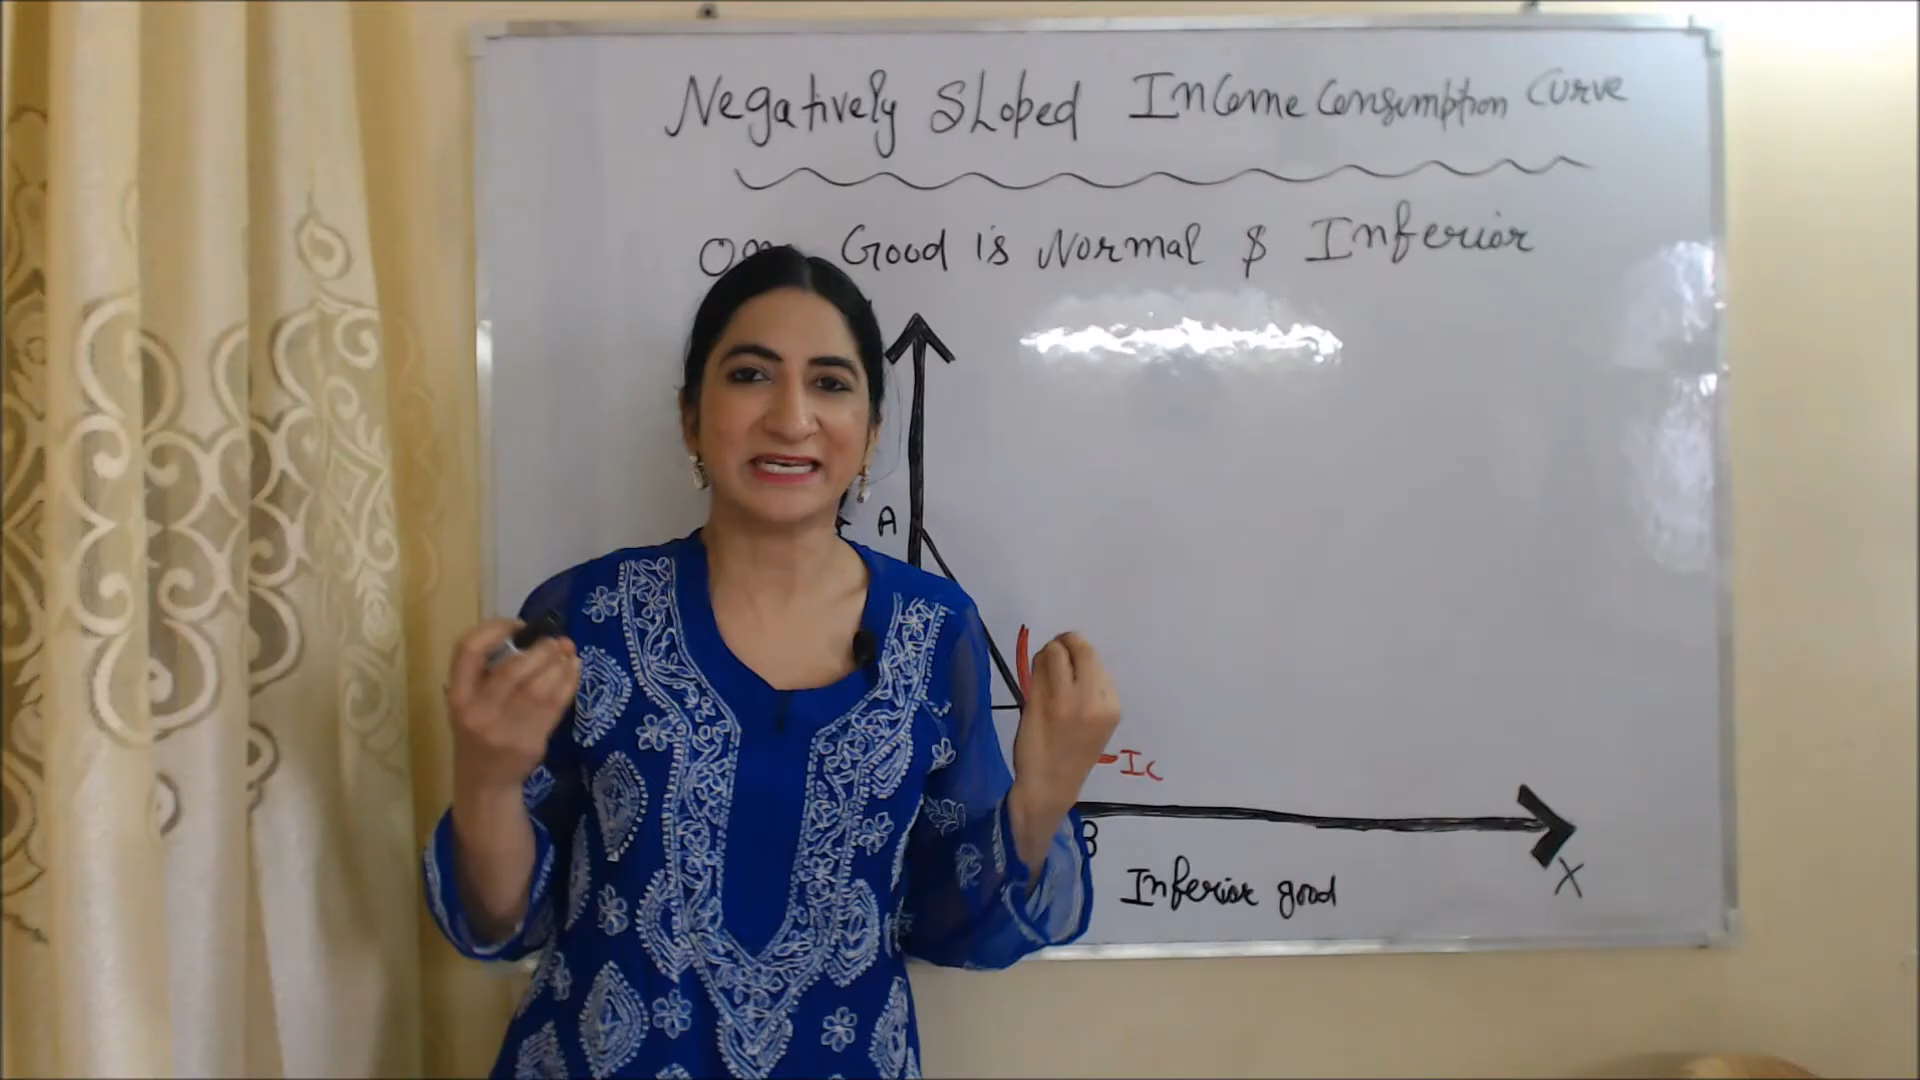 Negatively Sloped Income Consumption Curve
Good is Normal & Inferior
A
Ic
B
Inferior good
X